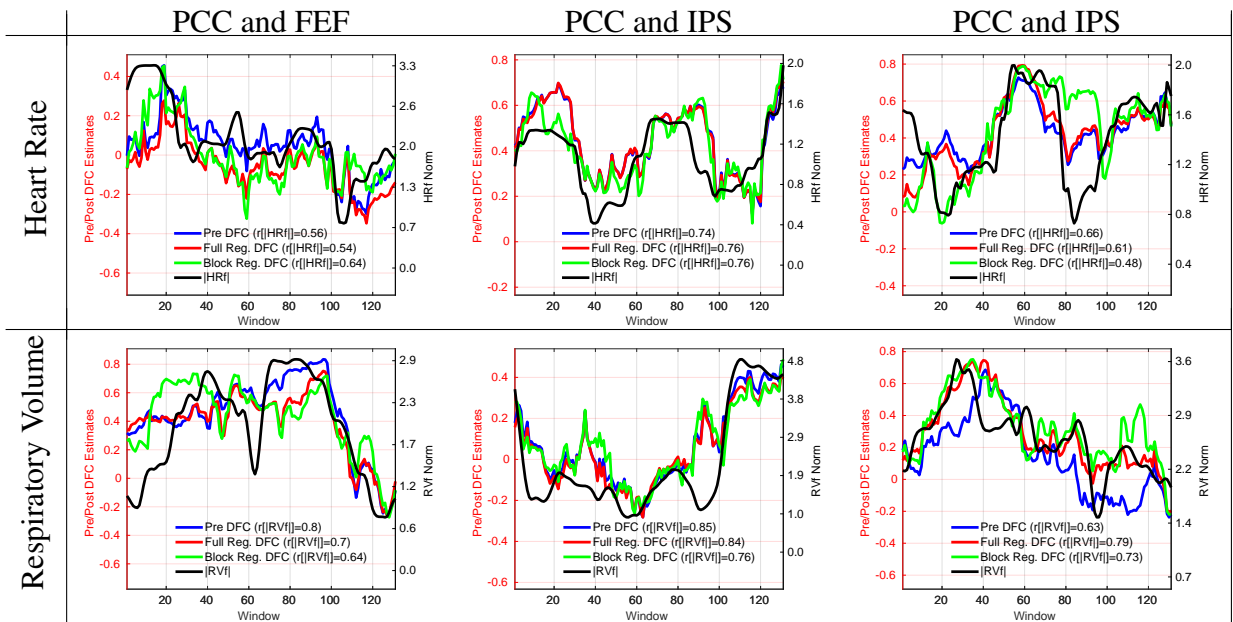 PCC and FEF
PCC and IPS
PCC and IPS
Heart Rate
Pre/Post DFC Estimates
0.4
0.2
0
-0.2
-0.4
-0.6
3.3
2.6
2.0
1.3
0.7
0.0
HRf Norm
Pre DFC (r[|HRf|]=0.56)
Full Reg. DFC (r[|HRf|]=0.54)
Block Reg. DFC (r[|HRf|]=0.64)
|HRf|
20 40 60 80 100 120
Window
Pre/Post DFC Estimates
0.8
0.6
0.4
0.2
0
-0.2
2.0
1.6
1.2
0.8
0.4
0.0
HRf Norm
Pre DFC (r[|HRf|]=0.74)
Full Reg. DFC (r[|HRf|]=0.76)
Block Reg. DFC (r[|HRf|]=0.76)
|HRf|
20 40 60 80 100 120
Window
Pre/Post DFC Estimates
0.8
0.6
0.4
0.2
0
-0.2
-0.4
2.0
1.6
1.2
0.8
0.4
HRf Norm
Pre DFC (r[|HRf|]=0.66)
Full Reg. DFC (r[|HRf|]=0.61)
Block Reg. DFC (r[|HRf|]=0.48)
|HRf|
20 40 60 80 100 120
Window
Respiratory Volume
Pre/Post DFC Estimates
0.8
0.6
0.4
0.2
0
-0.2
-0.4
-0.6
2.9
2.3
1.7
1.2
0.6
0.0
RVf Norm
Pre DFC (r[|RVf|]=0.8)
Full Reg. DFC (r[|RVf|]=0.7)
Block Reg. DFC (r[|RVf|]=0.64)
|RVf|
20 40 60 80 100 120
Window
Pre/Post DFC Estimates
0.4
0.2
0
-0.2
-0.4
-0.6
4.8
3.8
2.9
1.9
1.0
0.0
RVf Norm
Pre DFC (r[|RVf|]=0.85)
Full Reg. DFC (r[|RVf|]=0.84)
Block Reg. DFC (r[|RVf|]=0.76)
|RVf|
20 40 60 80 100 120
Window
Pre/Post DFC Estimates
0.8
0.6
0.4
0.2
0
-0.2
-0.4
-0.6
3.6
2.9
2.2
1.4
0.7
RVf Norm
Pre DFC (r[|RVf|]=0.63)
Full Reg. DFC (r[|RVf|]=0.79)
Block Reg. DFC (r[|RVf|]=0.73)
|RVf|
20 40 60 80 100 120
Window